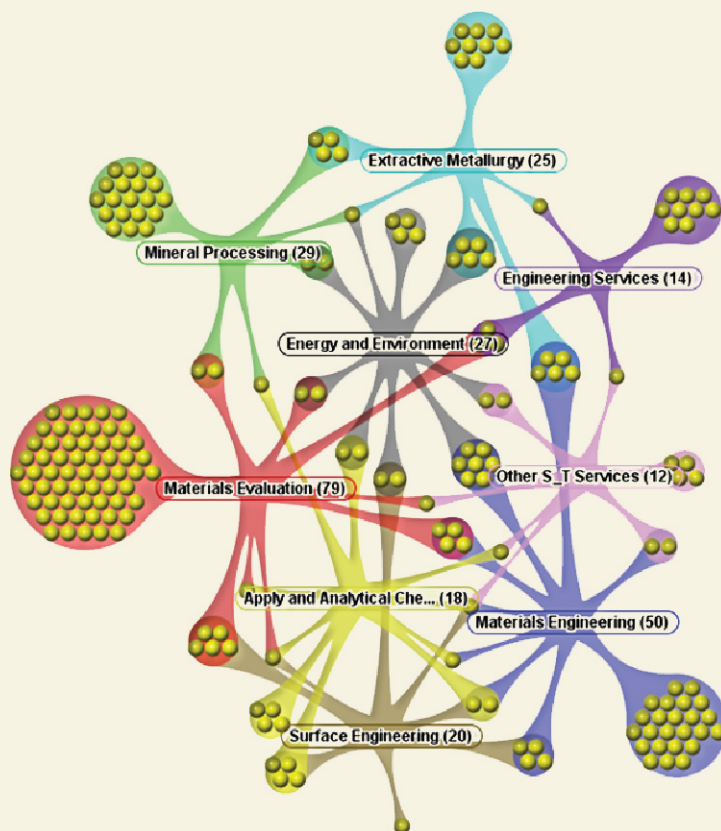 Extractive Metallurgy (25)
Mineral Processing (29)
Engineering Services (14)
Energy and Environment (27)
Other S_T Services (12)
Materials Evaluation (79)
Apply and Analytical Che... (18)
Materials Engineering (50)
Surface Engineering (20)